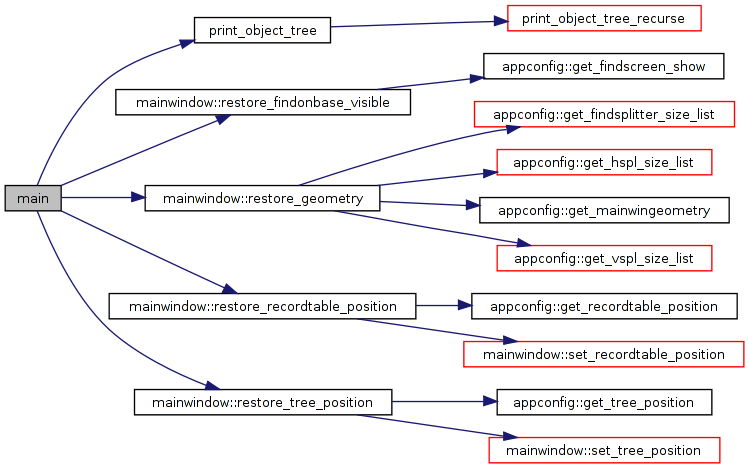 print_object_tree_recurse
print_object_tree
appconfig::get_findscreen_show
mainwindow::restore_findonbase_visible
appconfig::get_findsplitter_size_list
appconfig::get_hspl_size_list
main
mainwindow::restore_geometry
appconfig::get_mainwingeometry
appconfig::get_vspl_size_list
mainwindow::restore_recordtable_position
appconfig::get_recordtable_position
mainwindow::set_recordtable_position
mainwindow::restore_tree_position
appconfig::get_tree_position
mainwindow::set_tree_position